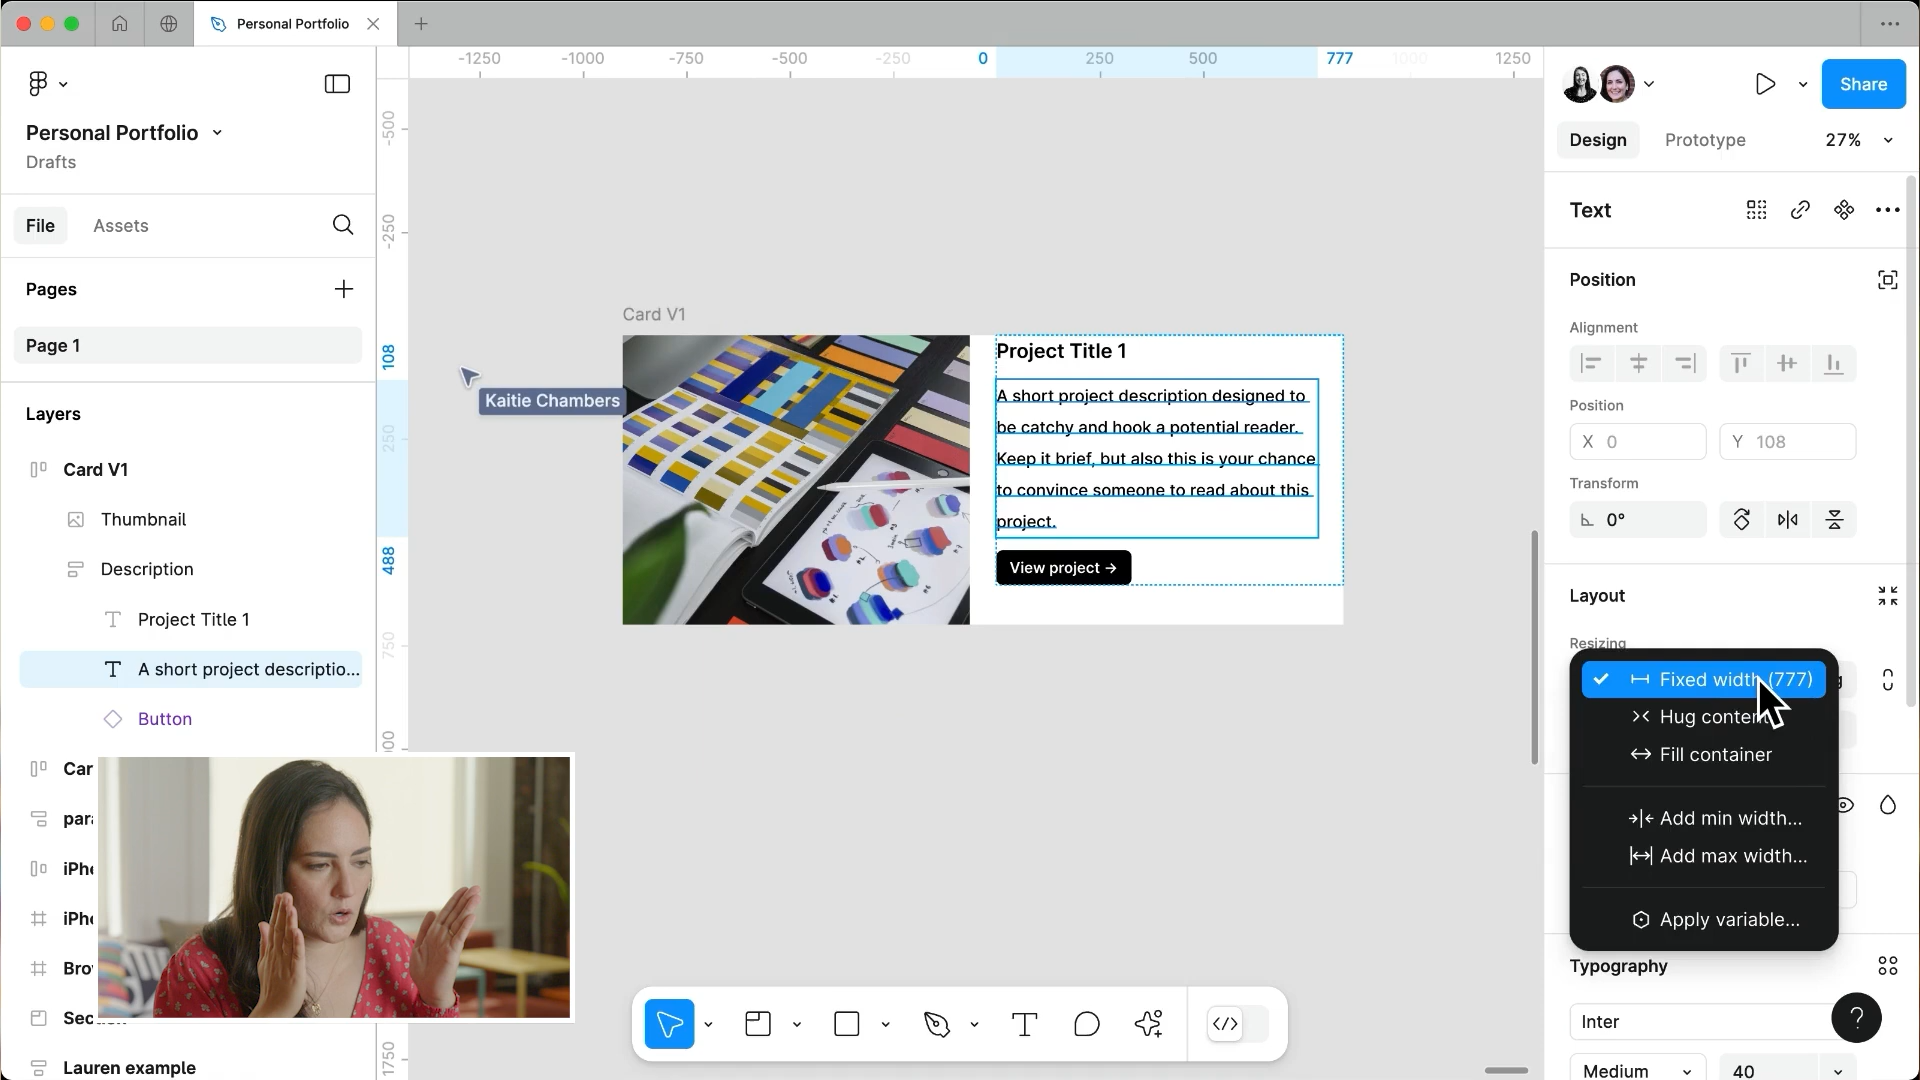 Personal Portfolio
-1250 -1000 -750 -500 -250 0 250 500 777 1000 1250
Personal Portfolio
Drafts
File Assets
Pages
Page 1
Layers
Card V1
Thumbnail
Description
Project Title 1
A short project descriptio...
Button
Car
par
iPh
iPh
Bro
Sec
Lauren example
-500
-250
108
250
488
750
1750
Kaitie Chambers
Card V1
Project Title 1
A short project description designed to
be catchy and hook a potential reader.
Keep it brief, but also this is your chance
to convince someone to read about this
project.
View project →
Share
Design Prototype 27%
Text
Position
Alignment
Position
X 0 Y 108
Transform
0°
Layout
Resizing
Fixed width (777)
Hug conten
Fill container
Add min width...
Add max width...
Apply variable...
Typography
Inter
?
Medium 40